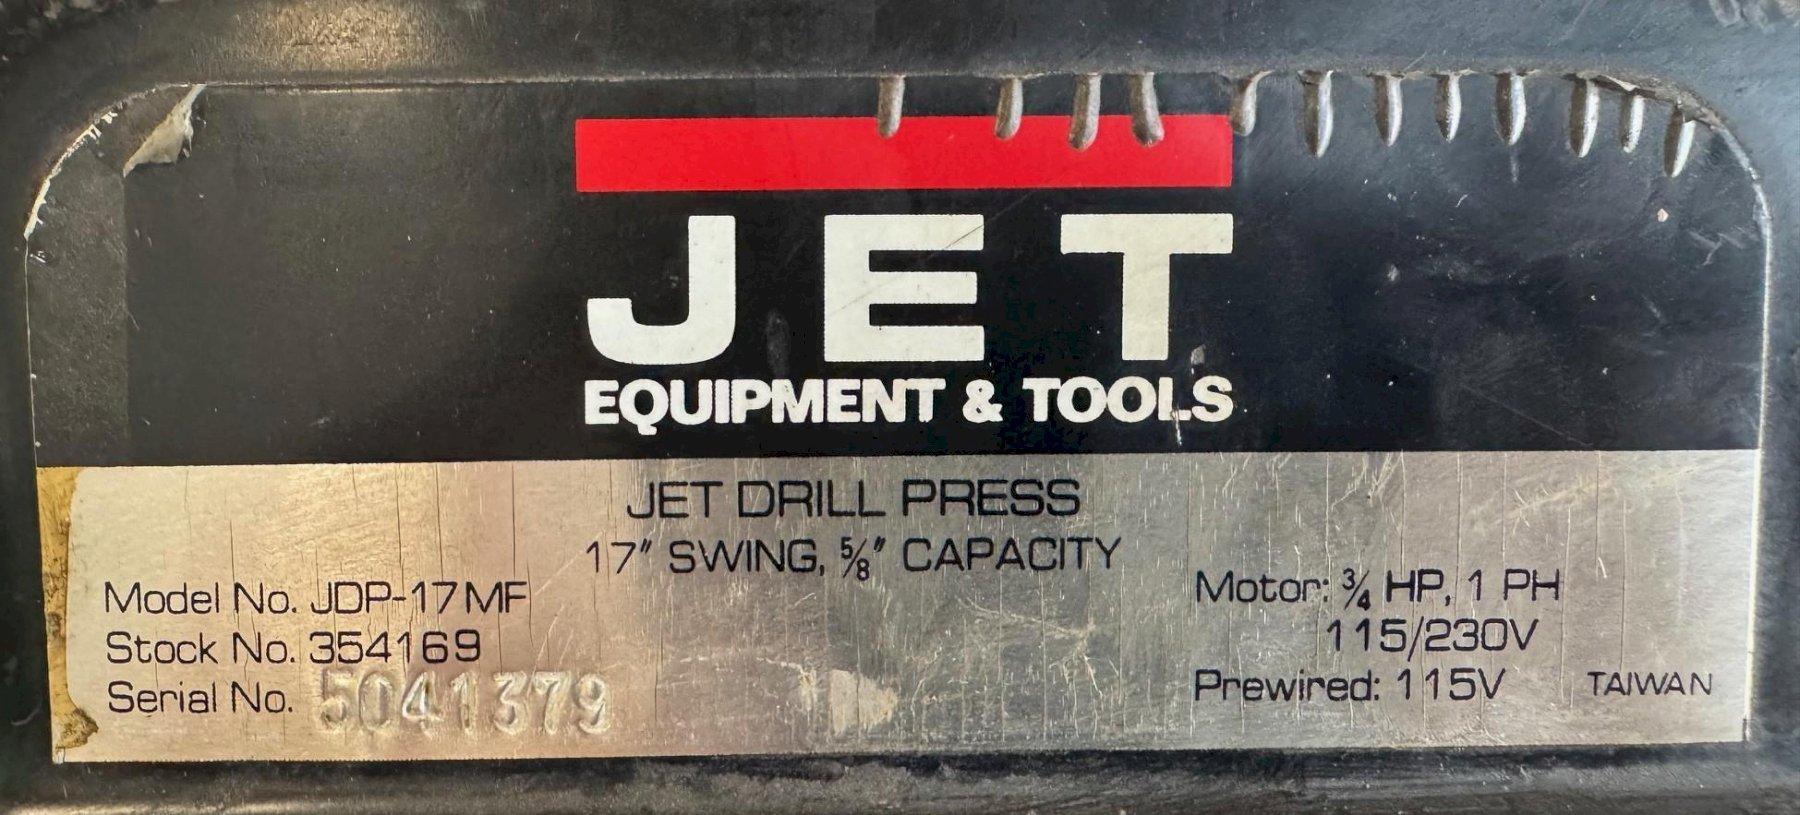 JET
EQUIPMENT & TOOLS
JET DRILL PRESS
17" SWING, 5/8" CAPACITY
Model No. JDP-17MF
Stock No. 354169
Serial No. 5041379
Motor: 3/4 HP, 1 PH
115/230V
Prewired: 115V
TAIWAN